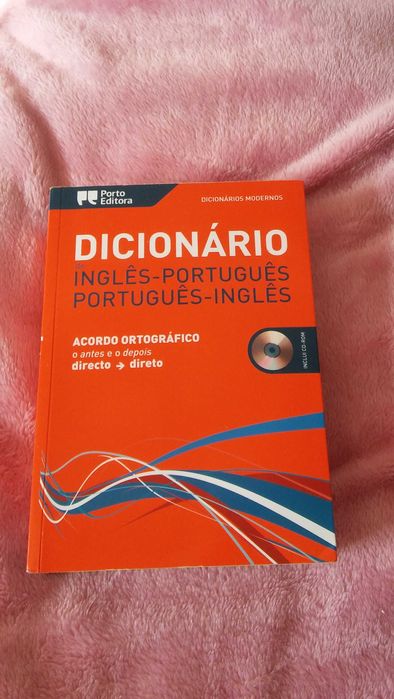 Porto
Editora
DICIONÁRIOS MODERNOS
DICIONÁRIO
INGLÊS-PORTUGUÊS
PORTUGUÊS-INGLÊS
ACORDO ORTOGRÁFICO
o antes e o depois
directo → direto
INCLUI CD-ROM